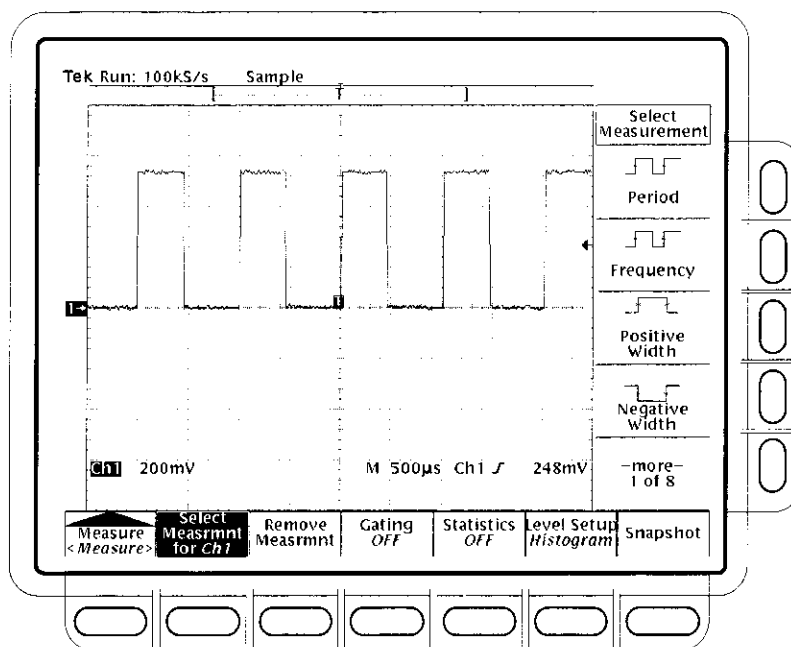 Tek Run: 100kS/s Sample
[ T ]
Select
Measurement
Period
Frequency
1→
T
Positive
Width
Negative
Width
Ch1 200mV M 500µs Ch1 ƒ 248mV
–more–
1 of 8
Measure
<Measure>
Select
Measrmnt
for Ch1
Remove
Measrmnt
Gating
OFF
Statistics
OFF
Level Setup
Histogram
Snapshot